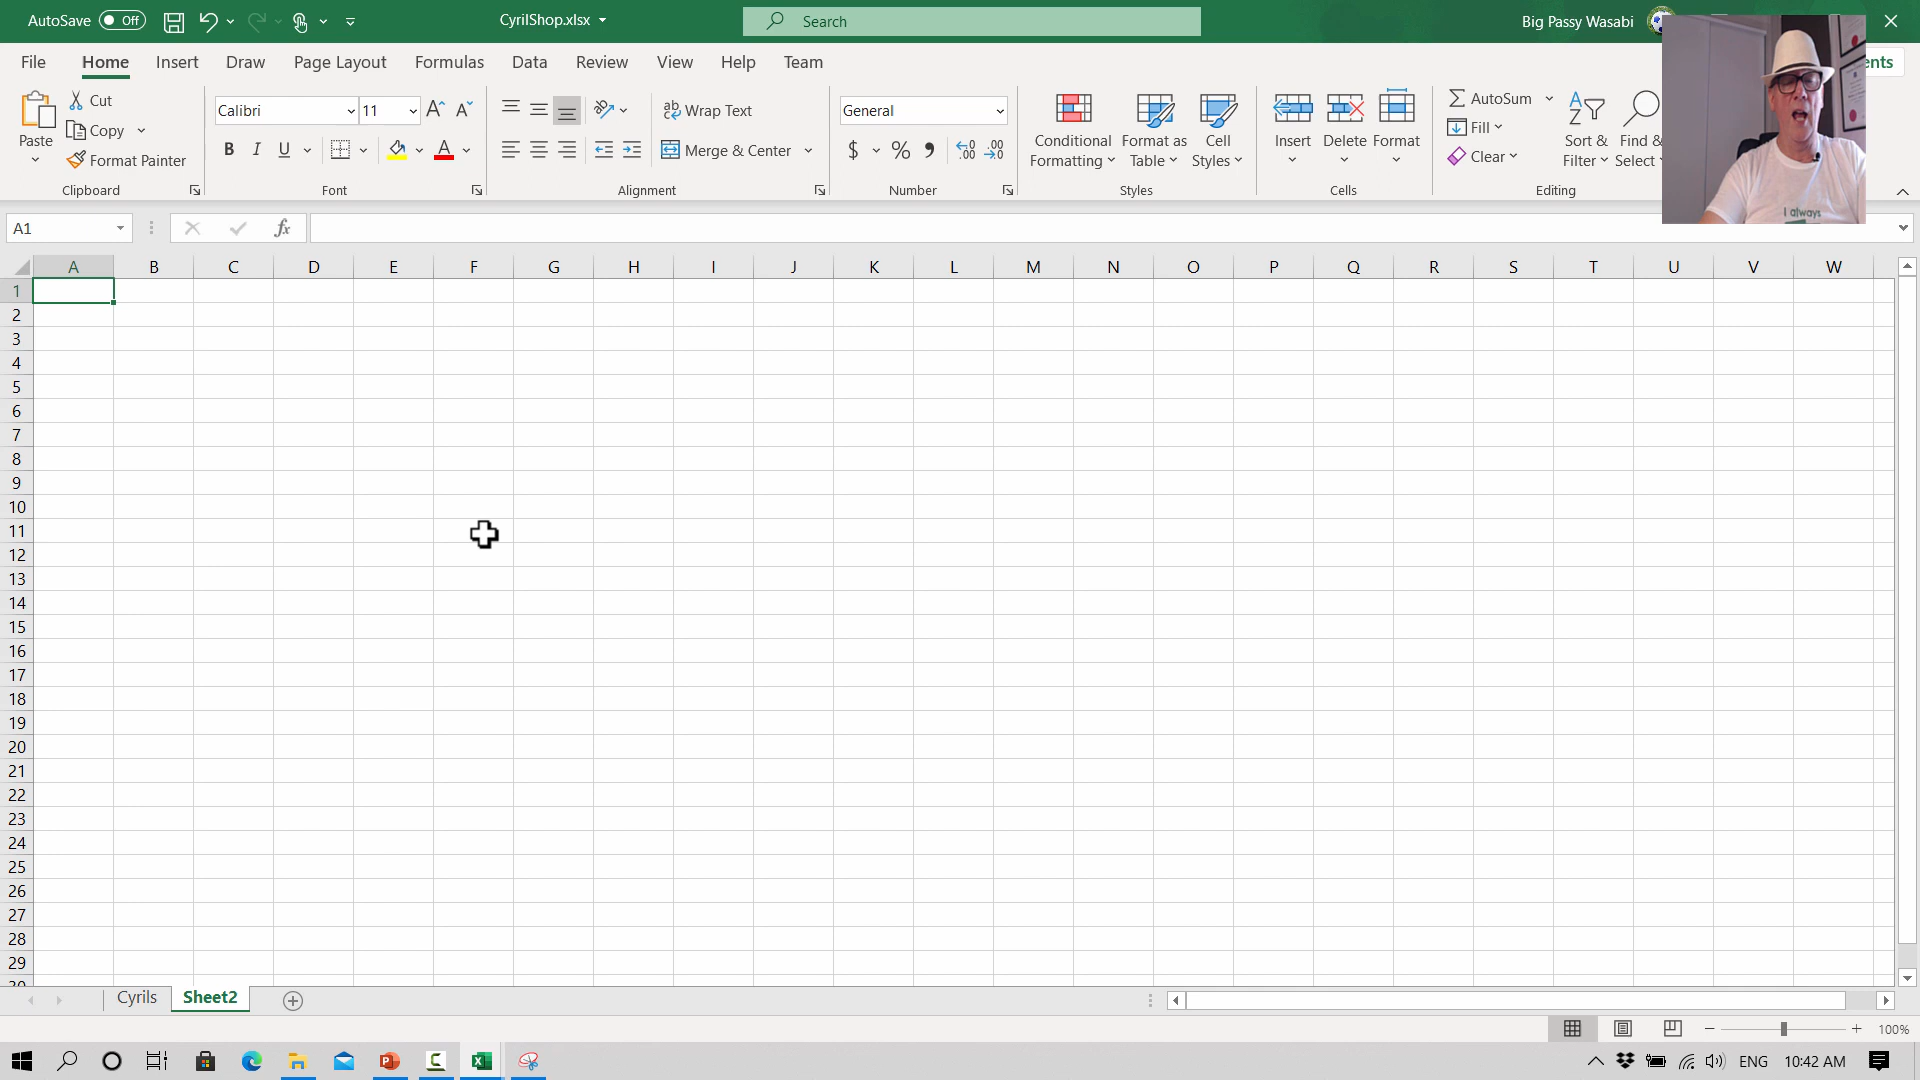 AutoSave Off CyrilShop.xlsx Search Big Passy Wasabi
File Home Insert Draw Page Layout Formulas Data Review View Help Team ents
Paste Cut Copy Format Painter Clipboard
Calibri 11 B I U A Font
ab Wrap Text Merge & Center Alignment
General $ % , Number
Conditional Formatting Format as Table Cell Styles Styles
Insert Delete Format Cells
AutoSum Fill Clear Sort & Filter Find & Select Editing
I always
A1 fx
A B C D E F G H I J K L M N O P Q R S T U V W
1
2
3
4
5
6
7
8
9
10
11
12
13
14
15
16
17
18
19
20
21
22
23
24
25
26
27
28
29
30
Cyrils Sheet2
100%
ENG 10:42 AM